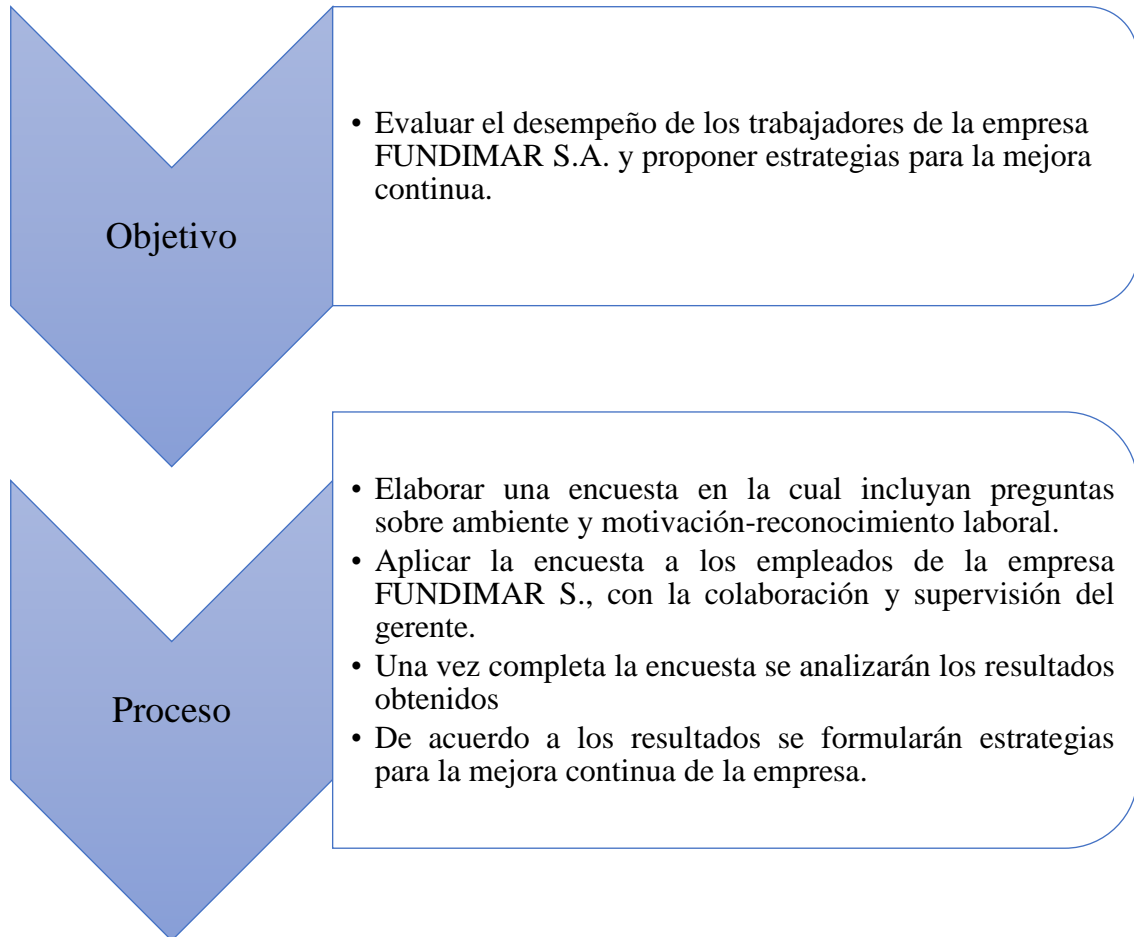 Objetivo
• Evaluar el desempeño de los trabajadores de la empresa
FUNDIMAR S.A. y proponer estrategias para la mejora
continua.
Proceso
• Elaborar una encuesta en la cual incluyan preguntas
sobre ambiente y motivación-reconocimiento laboral.
• Aplicar la encuesta a los empleados de la empresa
FUNDIMAR S., con la colaboración y supervisión del
gerente.
• Una vez completa la encuesta se analizarán los resultados
obtenidos
• De acuerdo a los resultados se formularán estrategias
para la mejora continua de la empresa.